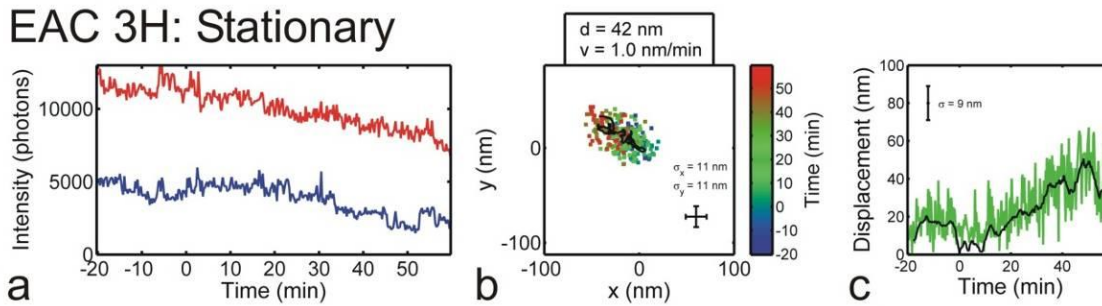 EAC 3H: Stationary
Intensity (photons)
10000
5000
0
-20 -10 0 10 20 30 40 50
Time (min)
a
d = 42 nm
v = 1.0 nm/min
y (nm)
0
-100
-100 0 100
x (nm)
σx = 11 nm
σy = 11 nm
b
50
40
30
20
10
0
-10
-20
Time (min)
Displacement (nm)
100
80
60
40
20
0
σ = 9 nm
-20 0 20 40
Time (min)
c